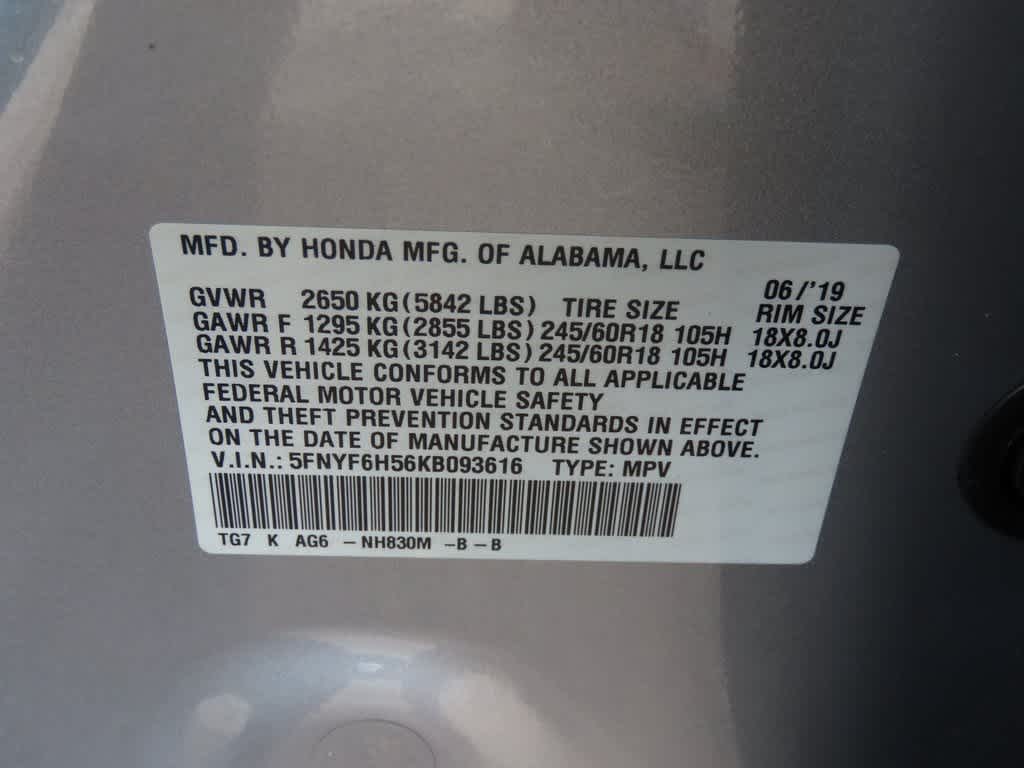 MFD. BY HONDA MFG. OF ALABAMA, LLC
06/'19
GVWR 2650 KG (5842 LBS) TIRE SIZE RIM SIZE
GAWR F 1295 KG (2855 LBS) 245/60R18 105H 18X8.0J
GAWR R 1425 KG (3142 LBS) 245/60R18 105H 18X8.0J
THIS VEHICLE CONFORMS TO ALL APPLICABLE
FEDERAL MOTOR VEHICLE SAFETY
AND THEFT PREVENTION STANDARDS IN EFFECT
ON THE DATE OF MANUFACTURE SHOWN ABOVE.
V.I.N.: 5FNYF6H56KB093616 TYPE: MPV
TG7 K AG6 -NH830M -B-B